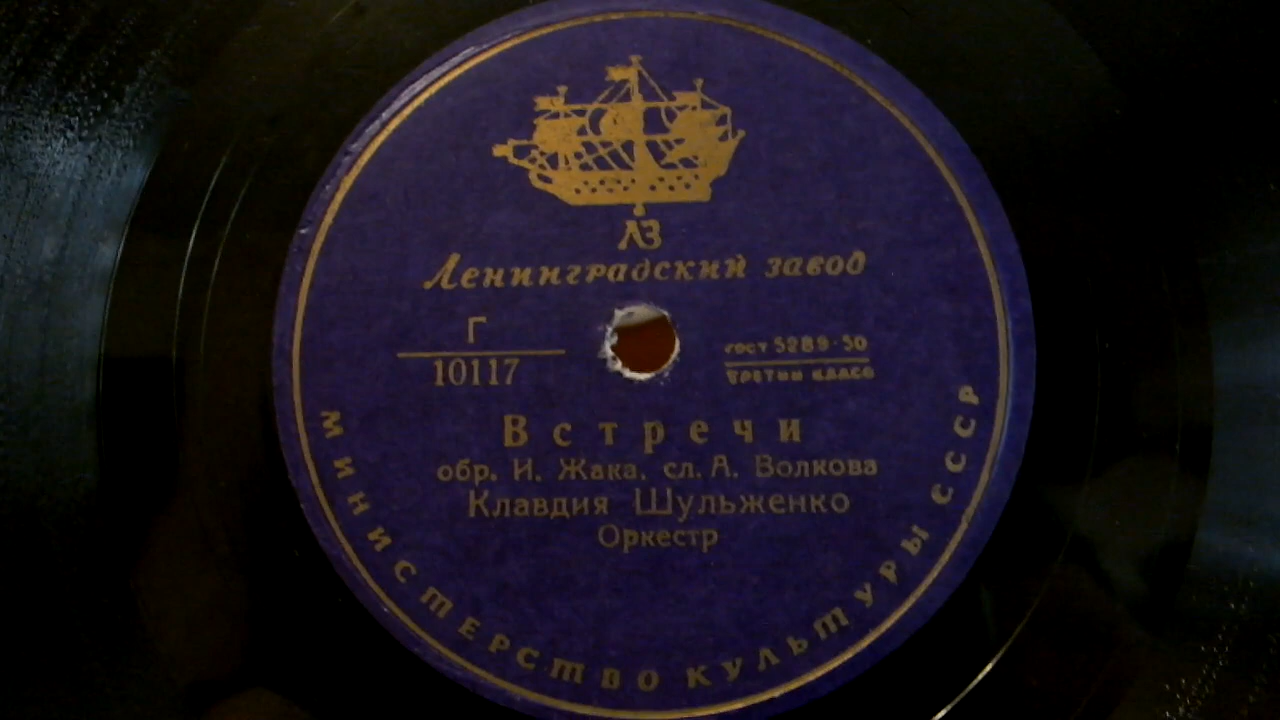 ЛЗ
Ленинградский завод
Г
10117
ГОСТ 5289-50
ТРЕТИЙ КЛАСС
Встречи
обр. И. Жака, сл. А. Волкова
Клавдия Шульженко
Оркестр
МИНИСТЕРСТВО КУЛЬТУРЫ СССР